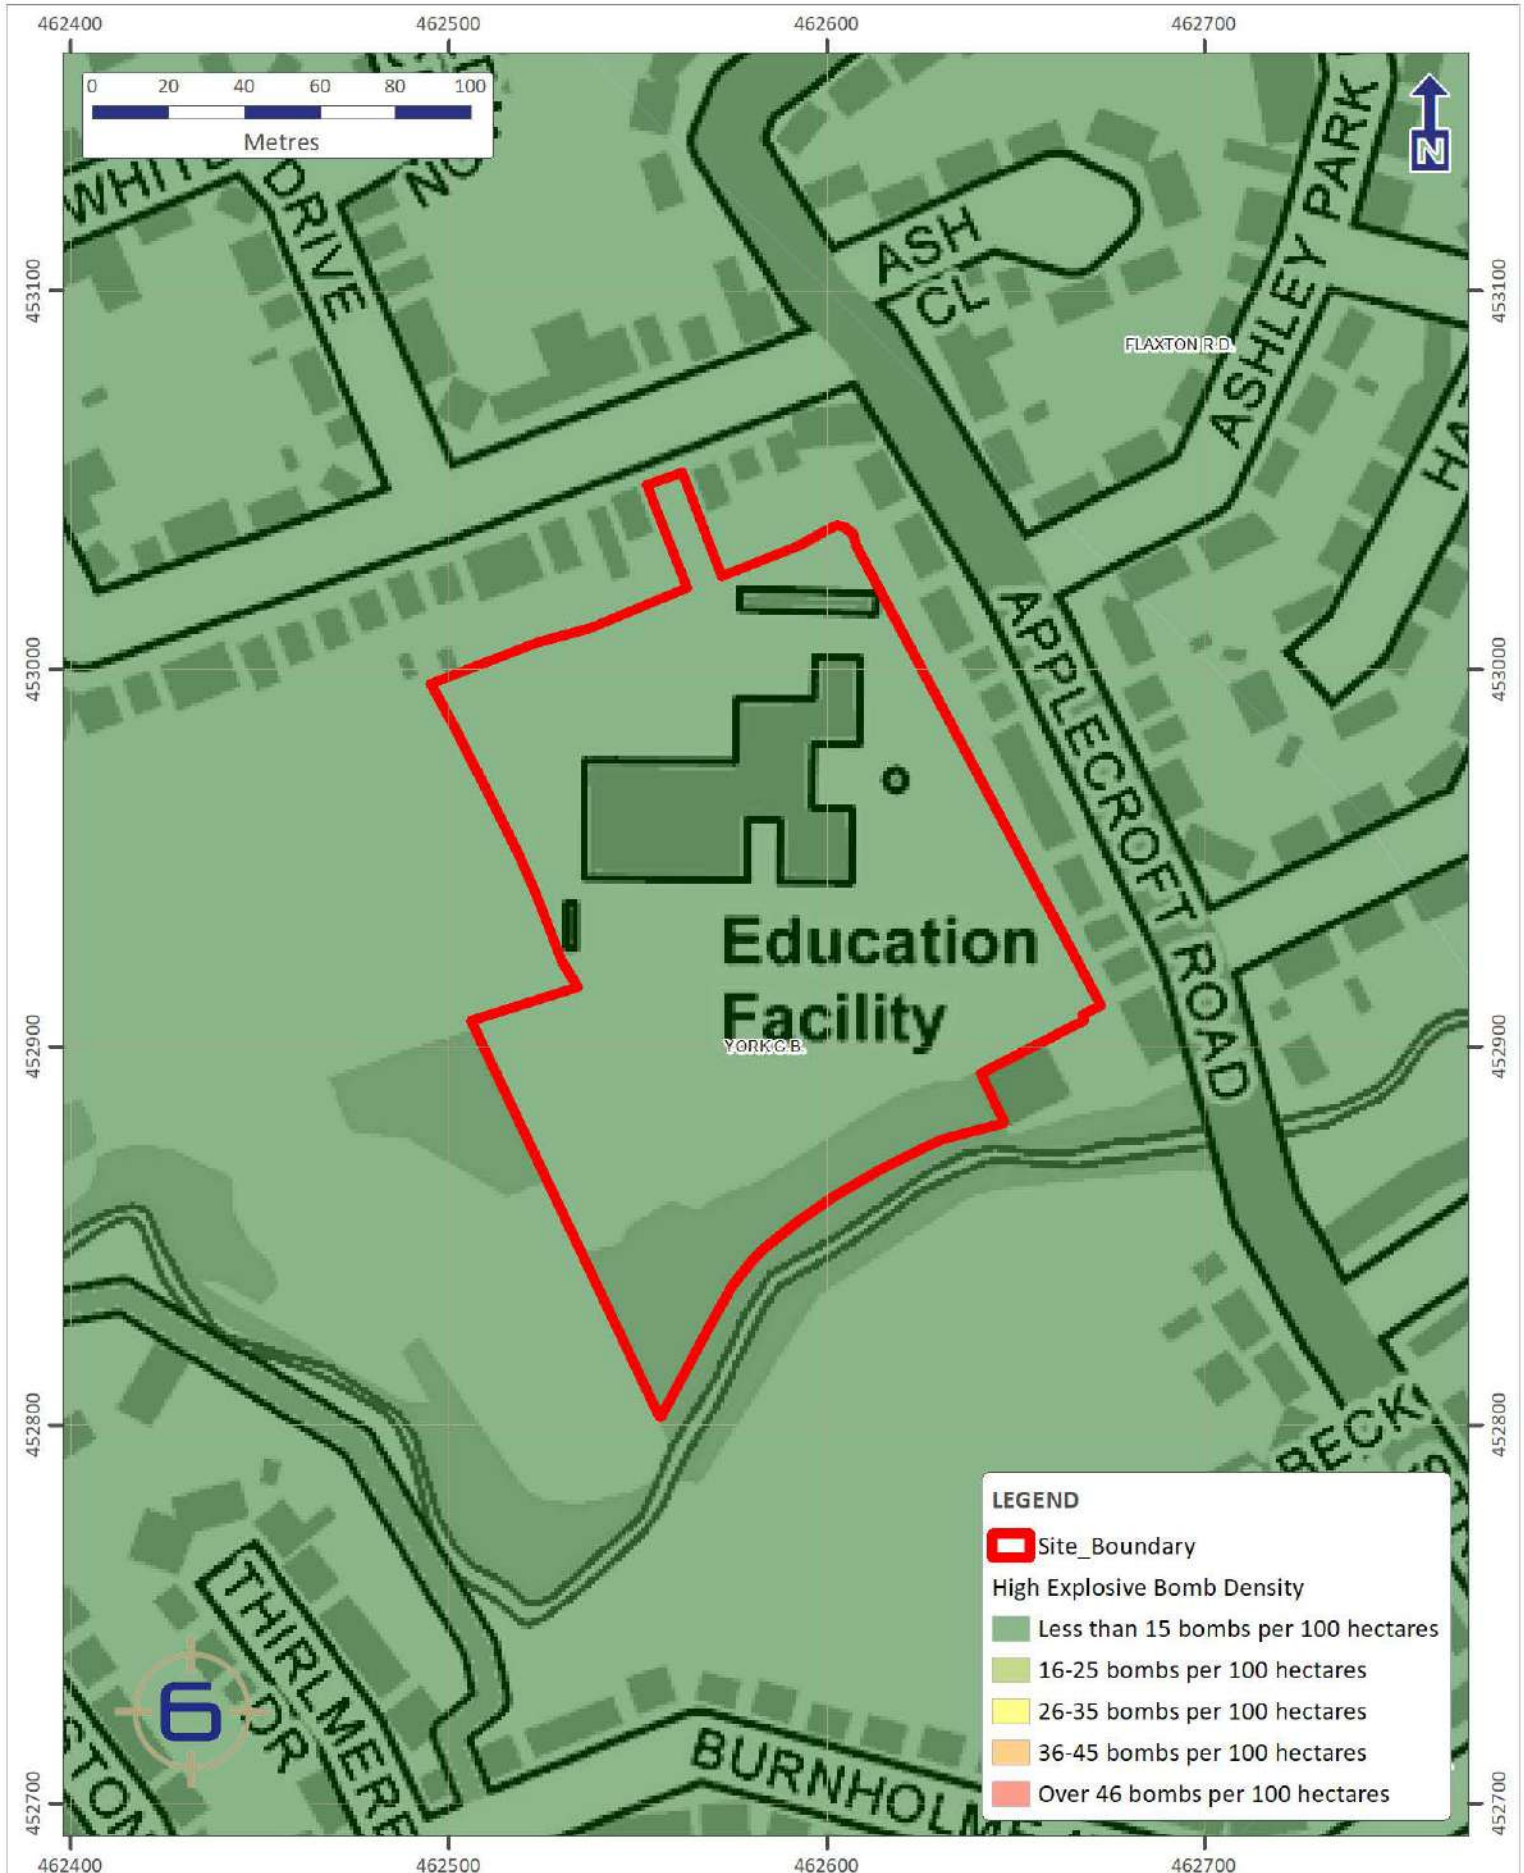 462400 462500 462600 462700
0 20 40 60 80 100
Metres
N
DRIVE
ASH
CL
ASHLEY PARK
FLAXTON R.D.
453100
453100
453000
453000
APPLECROFT ROAD
Education
Facility
YORK C.B.
452900
452900
452800
452800
BECK
THIRLMERE
DR
BURNHOLME
6
452700
452700
LEGEND
Site_Boundary
High Explosive Bomb Density
Less than 15 bombs per 100 hectares
16-25 bombs per 100 hectares
26-35 bombs per 100 hectares
36-45 bombs per 100 hectares
Over 46 bombs per 100 hectares
462400 462500 462600 462700